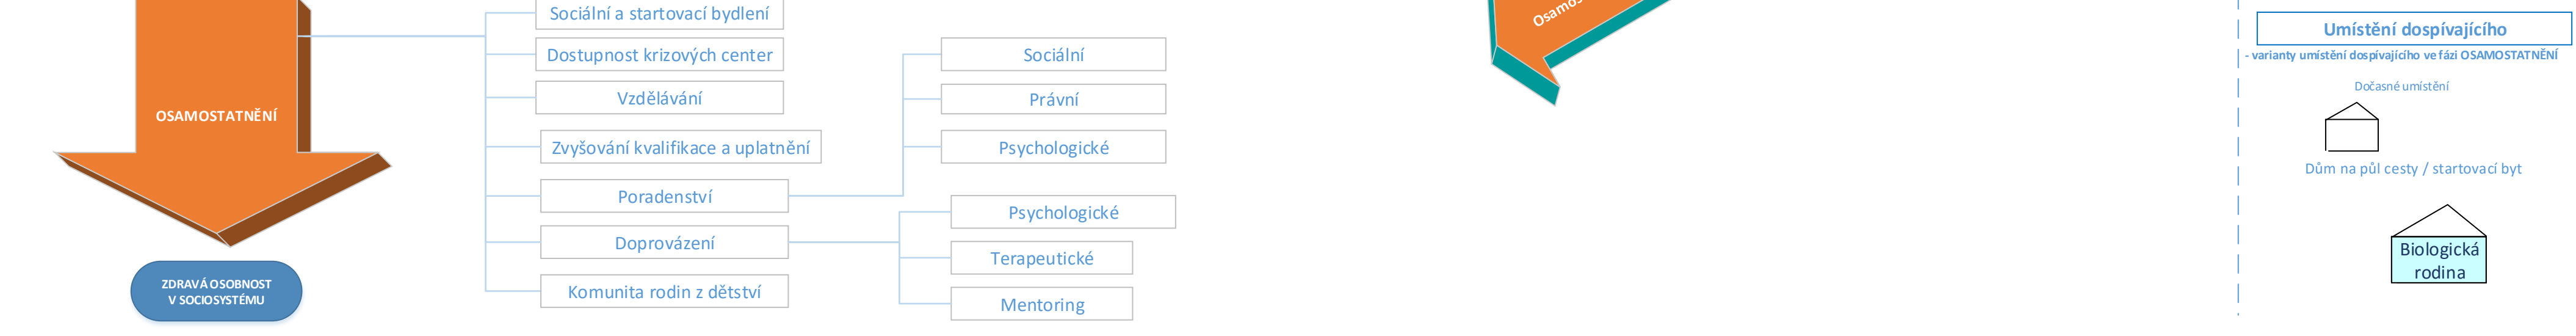 OSAMOSTATNĚNÍ
ZDRAVÁ OSOBNOST
V SOCIOSYSTÉMU
Sociální a startovací bydlení
Dostupnost krizových center
Vzdělávání
Zvyšování kvalifikace a uplatnění
Poradenství
Doprovázení
Komunita rodin z dětství
Sociální
Právní
Psychologické
Psychologické
Terapeutické
Mentoring
Umístění dospívajícího
- varianty umístění dospívajícího ve fázi OSAMOSTATNĚNÍ
Dočasné umístění
Dům na půl cesty / startovací byt
Biologická
rodina